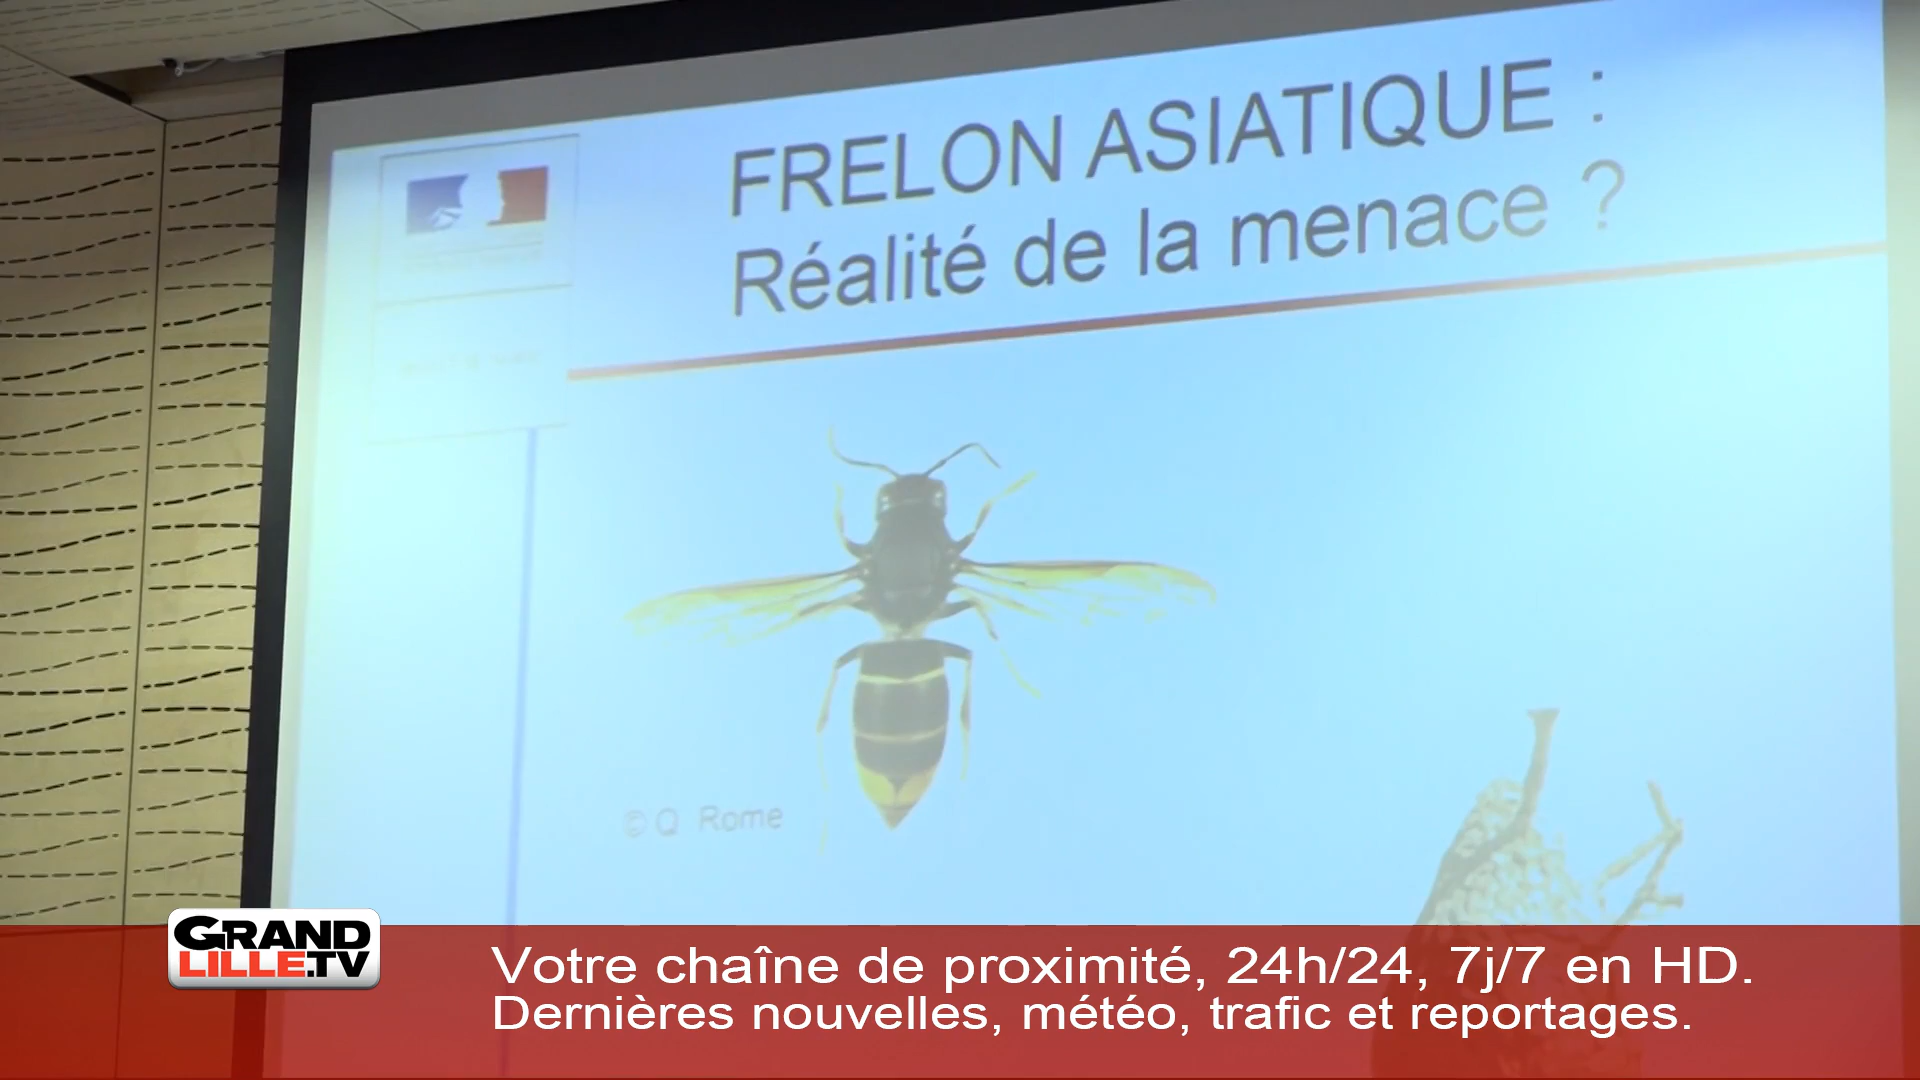 FRELON ASIATIQUE :
Réalité de la menace ?
© Q. Rome
GRAND
LILLE.TV
Votre chaîne de proximité, 24h/24, 7j/7 en HD.
Dernières nouvelles, météo, trafic et reportages.